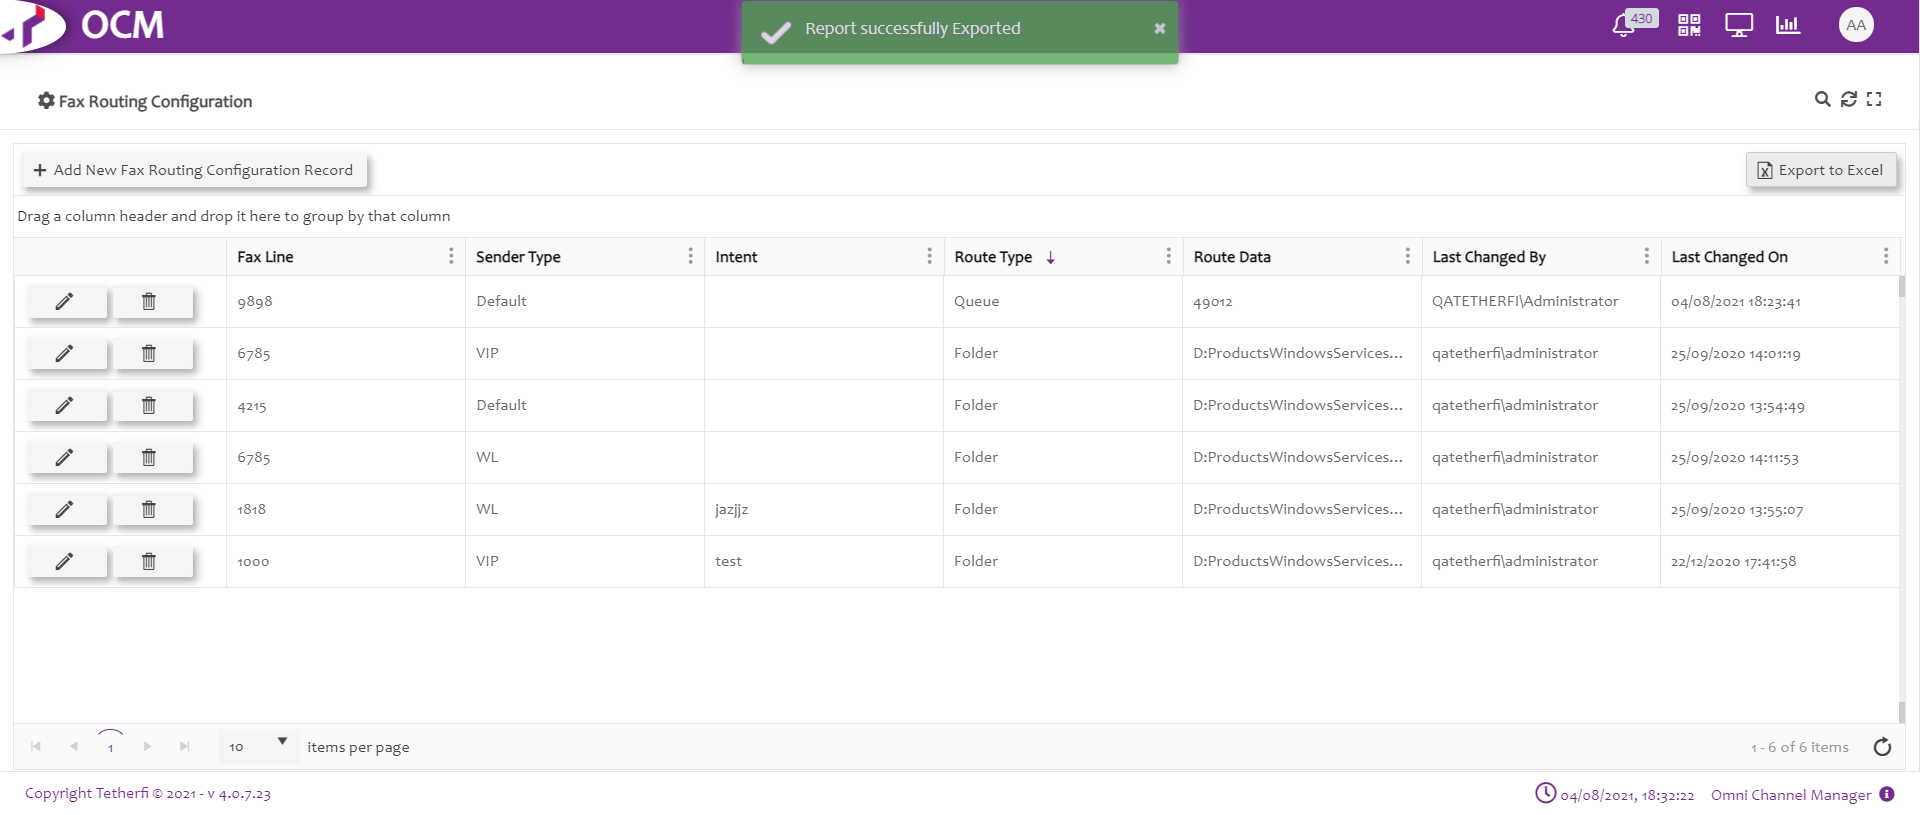 OCM
Report successfully Exported
430
AA
Fax Routing Configuration
Add New Fax Routing Configuration Record
Export to Excel
Drag a column header and drop it here to group by that column
Fax Line Sender Type Intent Route Type Route Data Last Changed By Last Changed On
9898 Default Queue 49012 QATETHERFI\Administrator 04/08/2021 18:23:41
6785 VIP Folder D:ProductsWindowsServices... qatetherfi\administrator 25/09/2020 14:01:19
4215 Default Folder D:ProductsWindowsServices... qatetherfi\administrator 25/09/2020 13:54:49
6785 WL Folder D:ProductsWindowsServices... qatetherfi\administrator 25/09/2020 14:11:53
1818 WL jazjjz Folder D:ProductsWindowsServices... qatetherfi\administrator 25/09/2020 13:55:07
1000 VIP test Folder D:ProductsWindowsServices... qatetherfi\administrator 22/12/2020 17:41:58
1 10 items per page 1 - 6 of 6 items
Copyright Tetherfi © 2021 - v 4.0.7.23 04/08/2021, 18:32:22 Omni Channel Manager